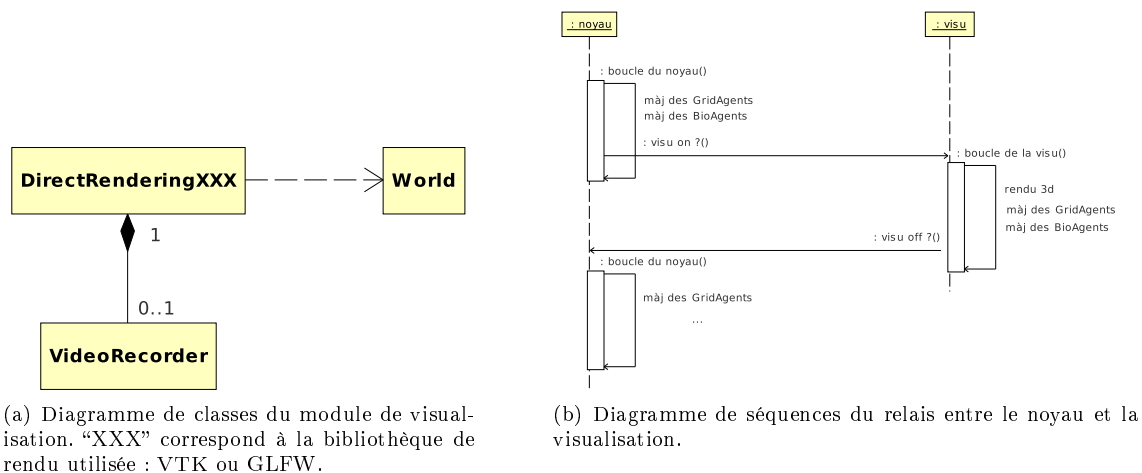 DirectRenderingXXX
World
1
0..1
VideoRecorder
(a) Diagramme de classes du module de visual-
isation. “XXX” correspond à la bibliothèque de
rendu utilisée : VTK ou GLFW.
: noyau
: visu
: boucle du noyau()
màj des GridAgents
màj des BioAgents
: visu on ?()
: boucle de la visu()
rendu 3d
màj des GridAgents
màj des BioAgents
: visu off ?()
: boucle du noyau()
màj des GridAgents
...
(b) Diagramme de séquences du relais entre le noyau et la
visualisation.